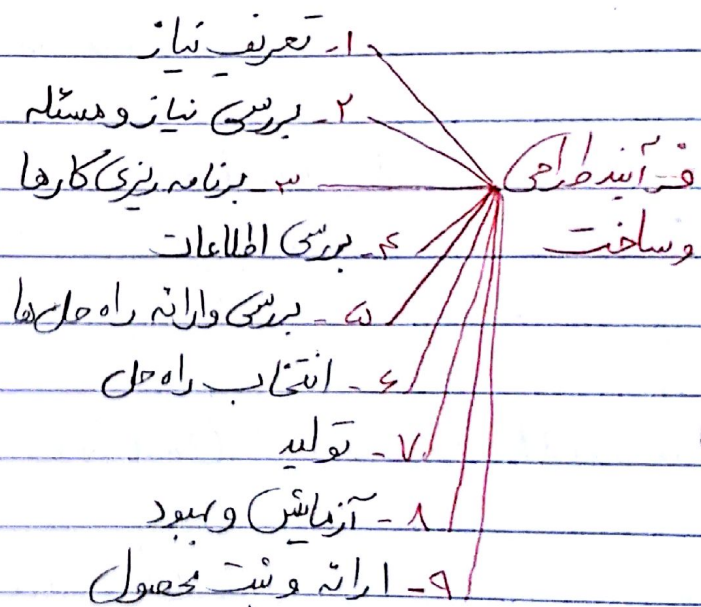 فرآیند طراحی
و ساخت
۱- تعریف نیاز
۲- بررسی نیاز و مسئله
۳- برنامه ریزی کارها
۴- بررسی اطلاعات
۵- بررسی و ارائه راه حل ها
۶- انتخاب راه حل
۷- تولید
۸- آزمایش و بهبود
۹- ارائه و ثبت محصول